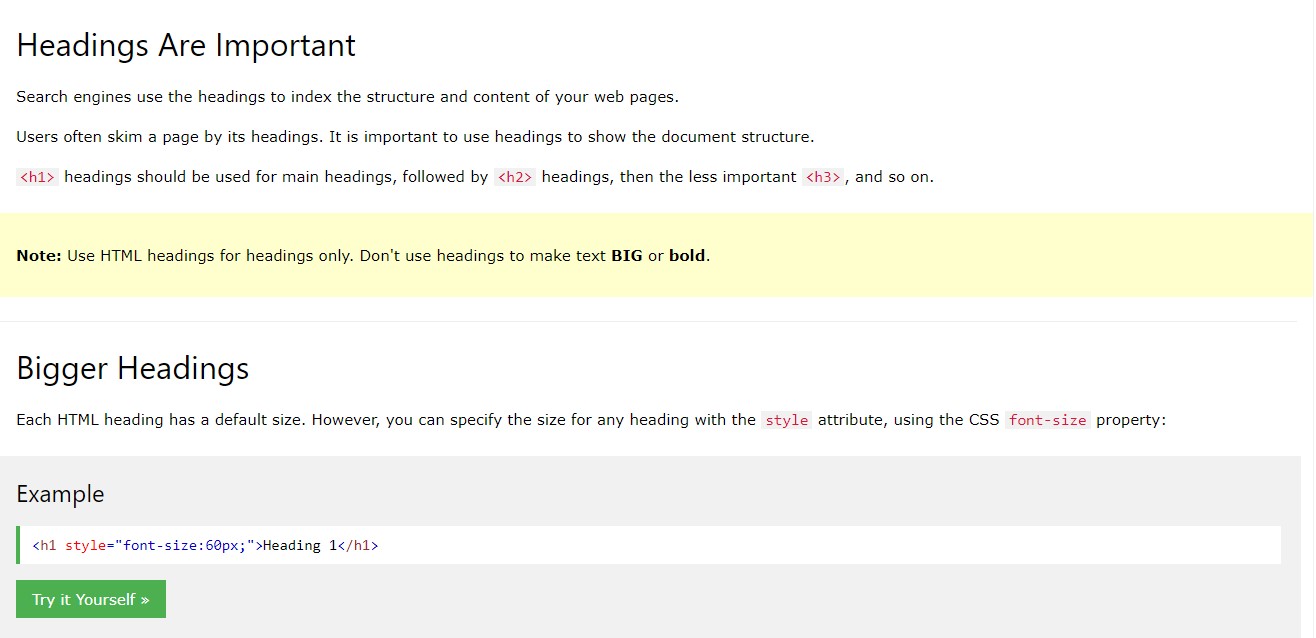 Headings Are Important
Search engines use the headings to index the structure and content of your web pages.
Users often skim a page by its headings. It is important to use headings to show the document structure.
<h1> headings should be used for main headings, followed by <h2> headings, then the less important <h3>, and so on.
Note: Use HTML headings for headings only. Don't use headings to make text BIG or bold.
Bigger Headings
Each HTML heading has a default size. However, you can specify the size for any heading with the style attribute, using the CSS font-size property:
Example
<h1 style="font-size:60px;">Heading 1</h1>
Try it Yourself »